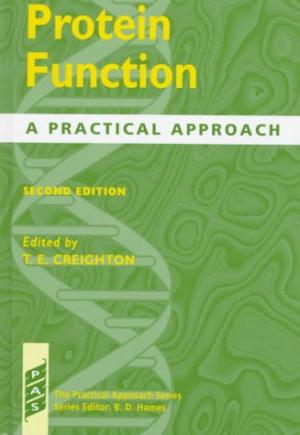 Protein
Function
A PRACTICAL APPROACH
SECOND EDITION
Edited by
T. E. CREIGHTON
PAS
The Practical Approach Series
Series Editor: B. D. Hames